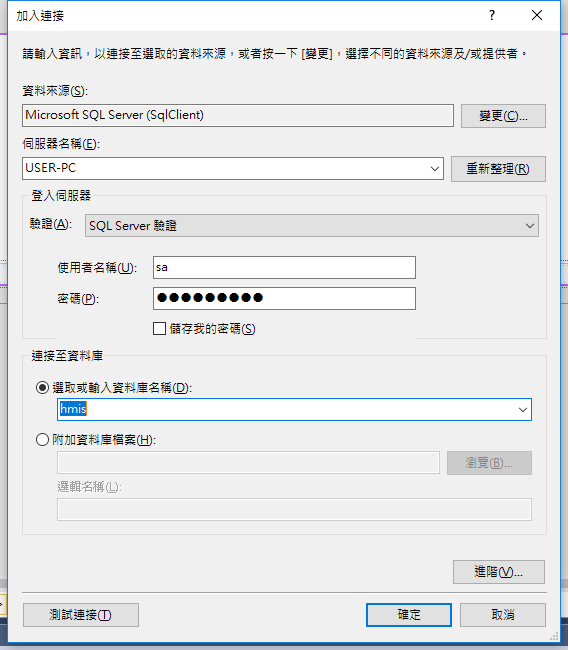 加入連接
?
請輸入資訊，以連接至選取的資料來源，或者按一下 [變更]，選擇不同的資料來源及/或提供者。
資料來源(S):
Microsoft SQL Server (SqlClient)
變更(C)...
伺服器名稱(E):
USER-PC
重新整理(R)
登入伺服器
驗證(A):
SQL Server 驗證
使用者名稱(U):
sa
密碼(P):
●●●●●●●●●
儲存我的密碼(S)
連接至資料庫
選取或輸入資料庫名稱(D):
hmis
附加資料庫檔案(H):
瀏覽(B)...
邏輯名稱(L):
進階(V)...
測試連接(T)
確定
取消